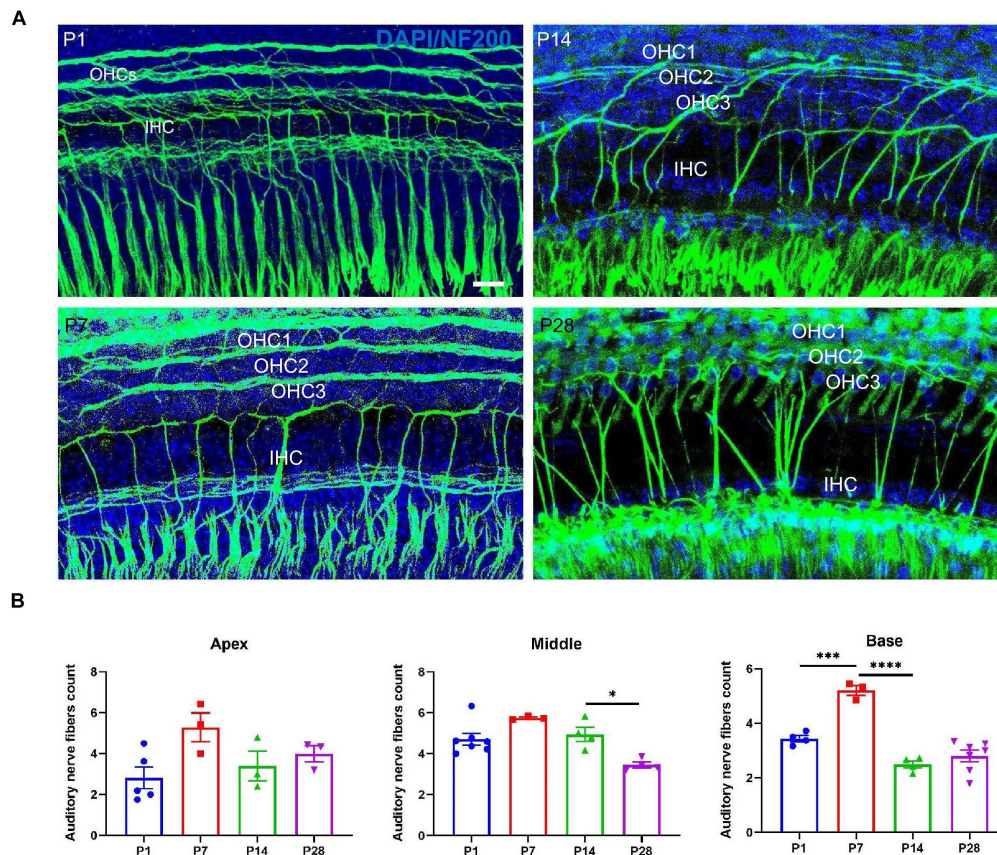 A
P1
DAPI/NF200
OHCs
IHC
P14
OHC1
OHC2
OHC3
IHC
P7
OHC1
OHC2
OHC3
IHC
P28
OHC1
OHC2
OHC3
IHC
B
Apex
Auditory nerve fibers count
8
6
4
2
0
P1 P7 P14 P28
Middle
*
Auditory nerve fibers count
8
6
4
2
0
P1 P7 P14 P28
Base
*** ****
Auditory nerve fibers count
6
4
2
0
P1 P7 P14 P28